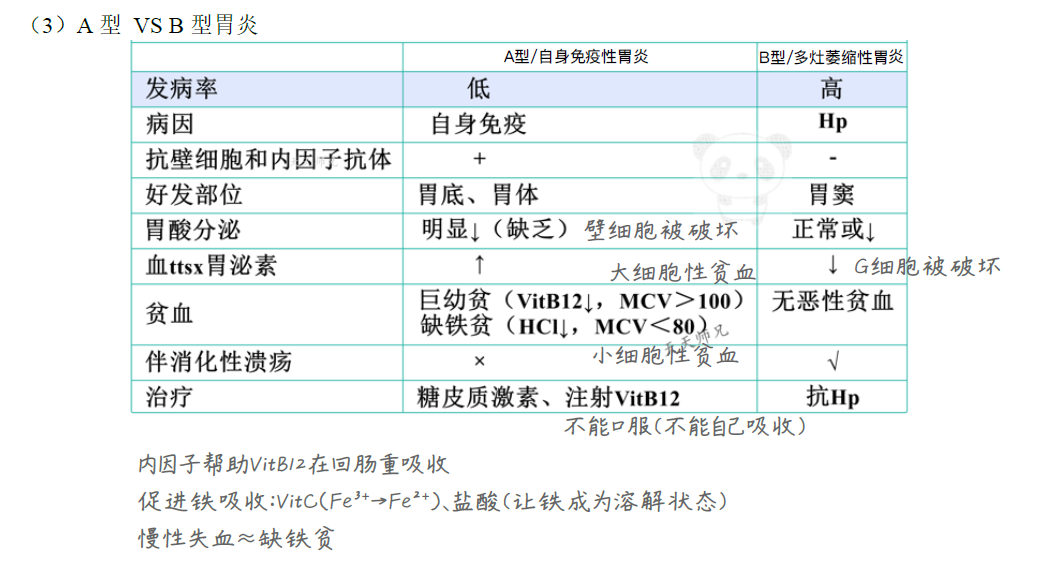 （3）A 型 VS B 型胃炎
A型/自身免疫性胃炎 B型/多灶萎缩性胃炎
发病率 低 高
病因 自身免疫 Hp
抗壁细胞和内因子抗体 + -
好发部位 胃底、胃体 胃窦
胃酸分泌 明显↓（缺乏） 壁细胞被破坏 正常或↓
血ttsx胃泌素 ↑ ↓ G细胞被破坏
大细胞性贫血
贫血 巨幼贫（VitB12↓，MCV＞100） 无恶性贫血
缺铁贫（HCl↓，MCV＜80）
小细胞性贫血
伴消化性溃疡 × √
治疗 糖皮质激素、注射VitB12 抗Hp
不能口服(不能自己吸收)
内因子帮助VitB12在回肠重吸收
促进铁吸收:VitC(Fe³⁺→Fe²⁺)、盐酸(让铁成为溶解状态)
慢性失血≈缺铁贫